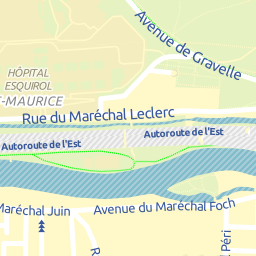 Avenue de Gravelle
HÔPITAL
ESQUIROL
-MAURICE
Rue du Maréchal Leclerc
Autoroute de l'Est
Autoroute de l'Est
Maréchal Juin
Avenue du Maréchal Foch
R
l Péri